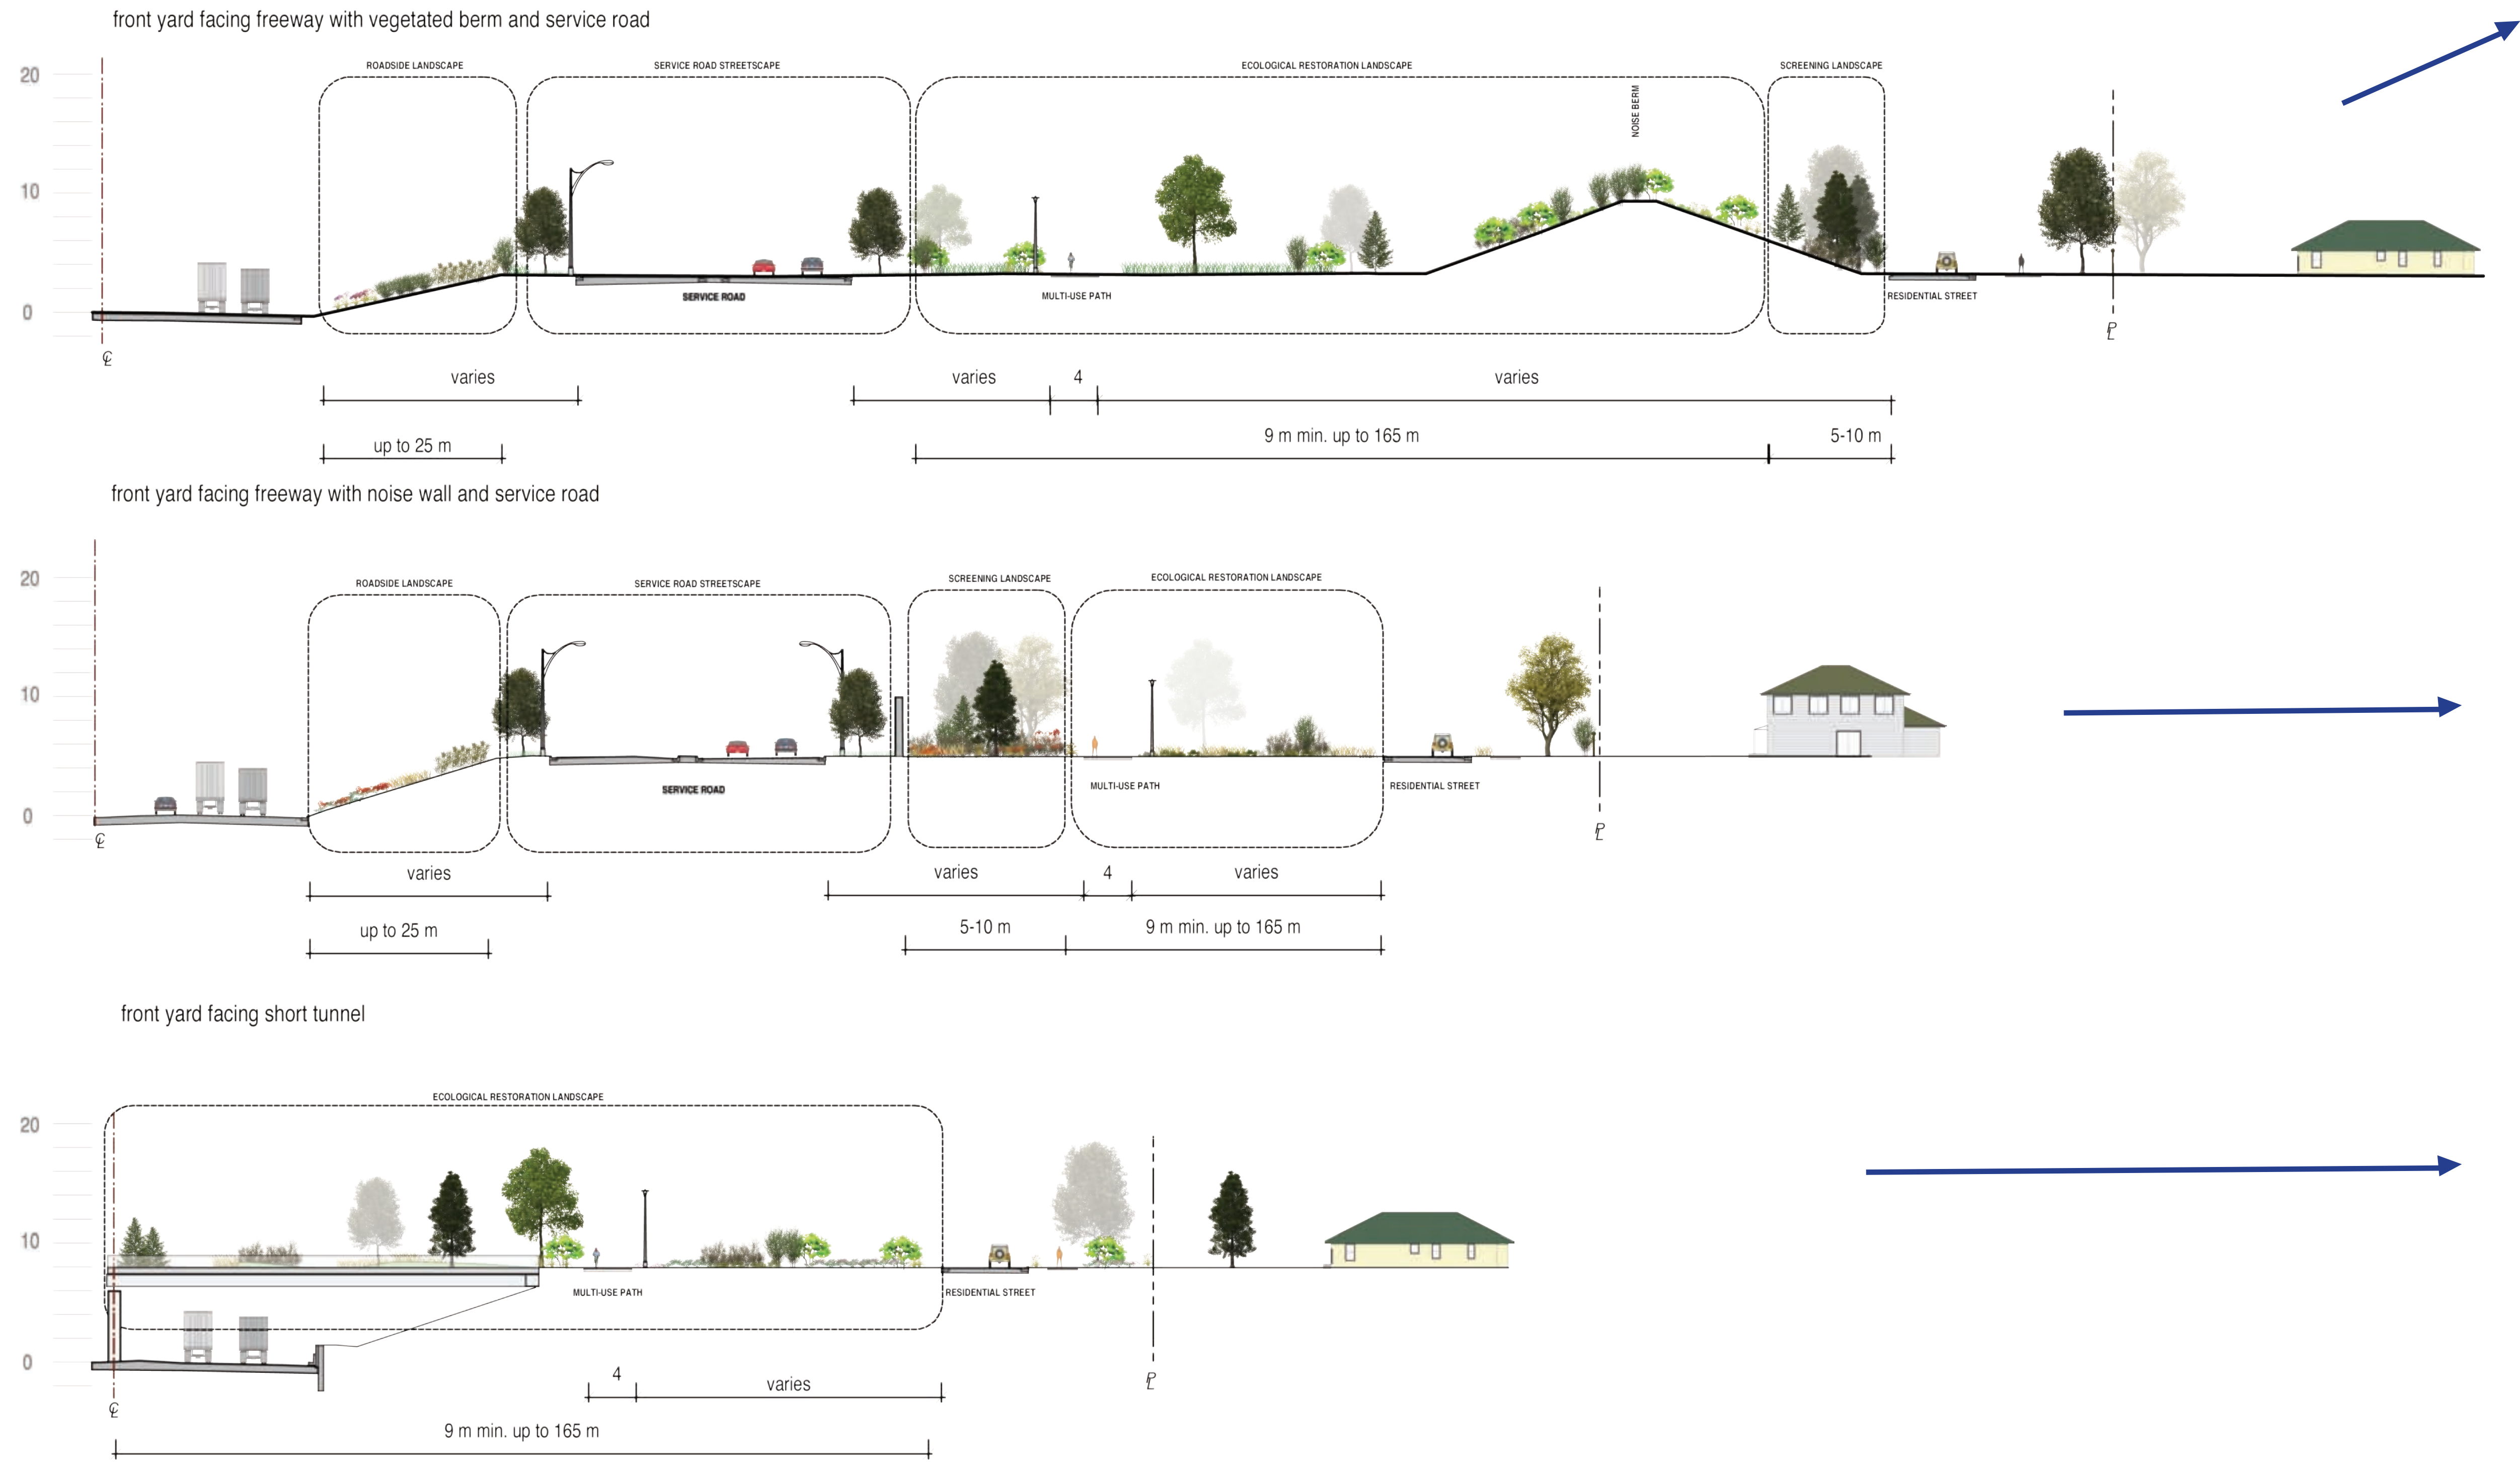 front yard facing freeway with vegetated berm and service road
ROADSIDE LANDSCAPE
SERVICE ROAD STREETSCAPE
ECOLOGICAL RESTORATION LANDSCAPE
SCREENING LANDSCAPE
NOISE BERM
20
10
0
SERVICE ROAD
MULTI-USE PATH
RESIDENTIAL STREET
℄
PL
varies
varies
4
varies
up to 25 m
9 m min. up to 165 m
5-10 m
front yard facing freeway with noise wall and service road
ROADSIDE LANDSCAPE
SERVICE ROAD STREETSCAPE
SCREENING LANDSCAPE
ECOLOGICAL RESTORATION LANDSCAPE
20
10
0
SERVICE ROAD
MULTI-USE PATH
RESIDENTIAL STREET
℄
PL
varies
varies
4
varies
up to 25 m
5-10 m
9 m min. up to 165 m
front yard facing short tunnel
ECOLOGICAL RESTORATION LANDSCAPE
20
10
0
MULTI-USE PATH
RESIDENTIAL STREET
℄
PL
4
varies
9 m min. up to 165 m